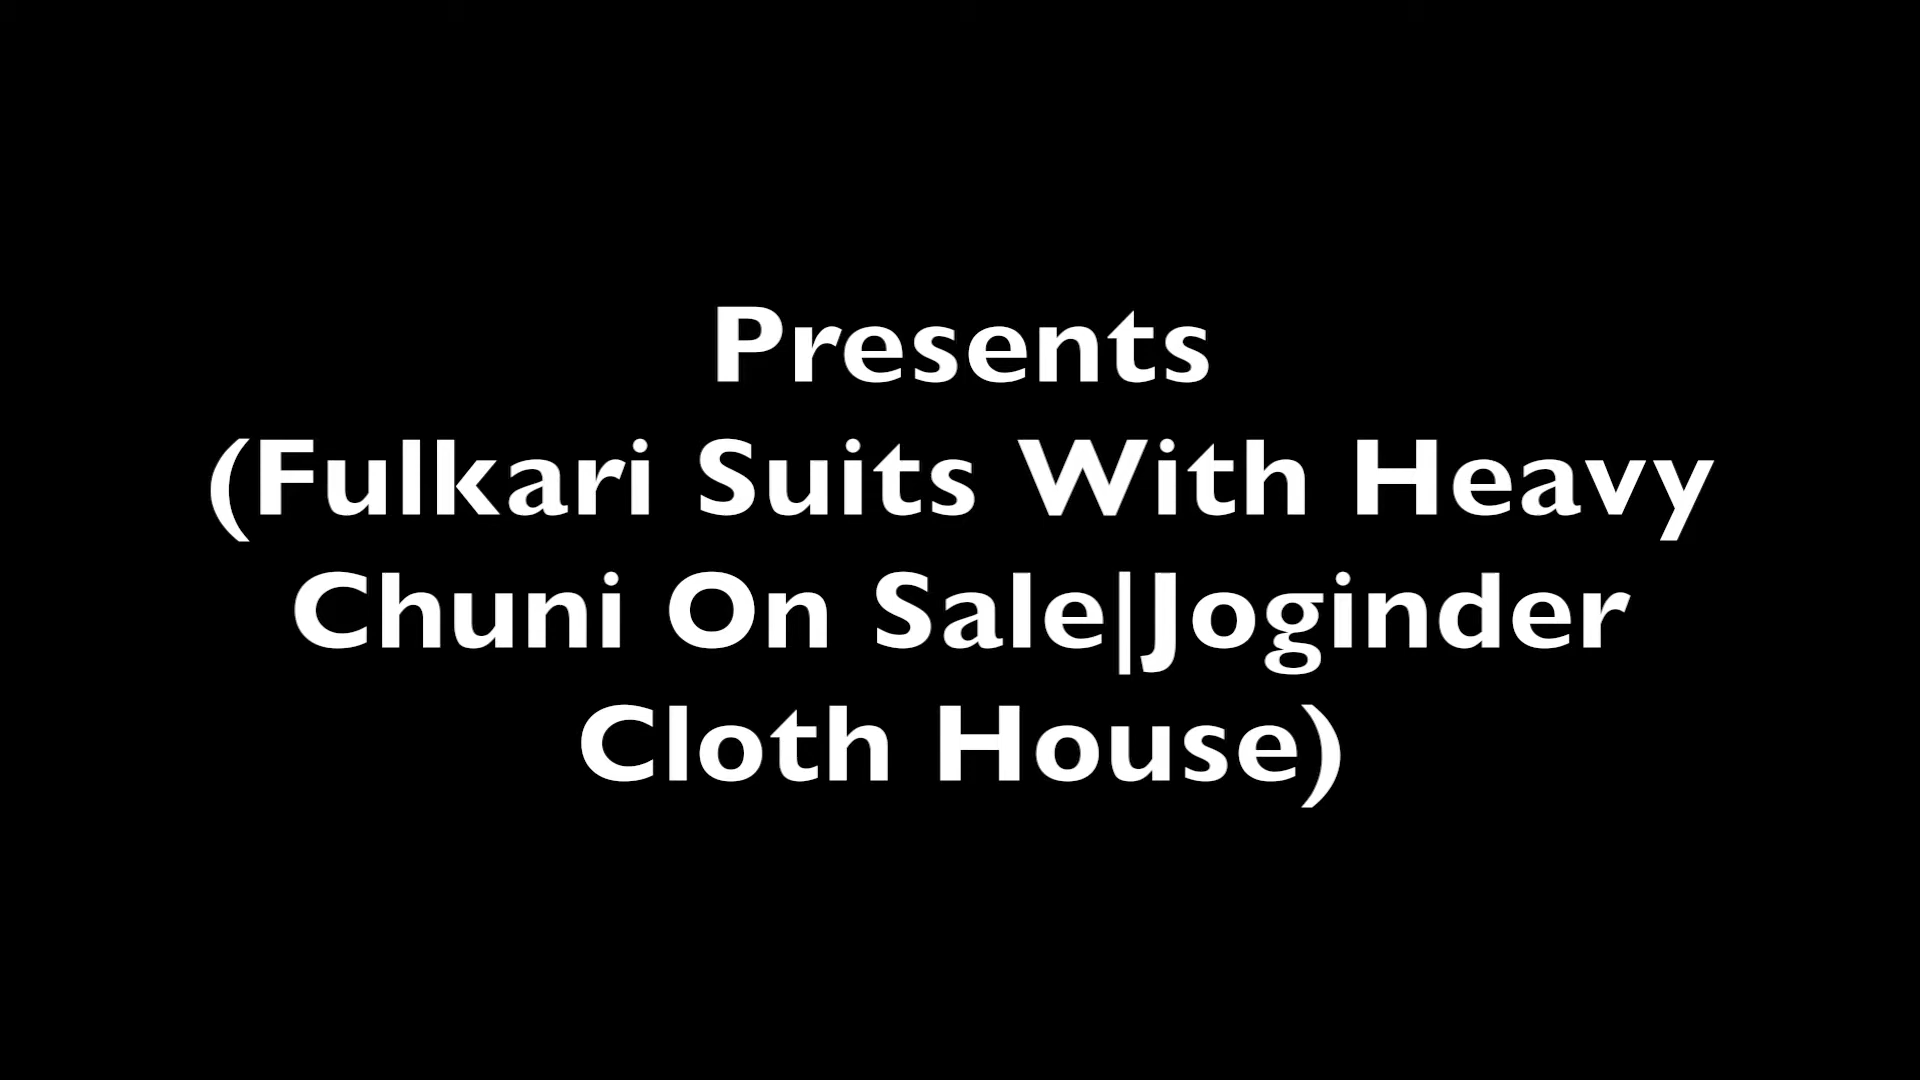 Presents
(Fulkari Suits With Heavy
Chuni On Sale|Joginder
Cloth House)